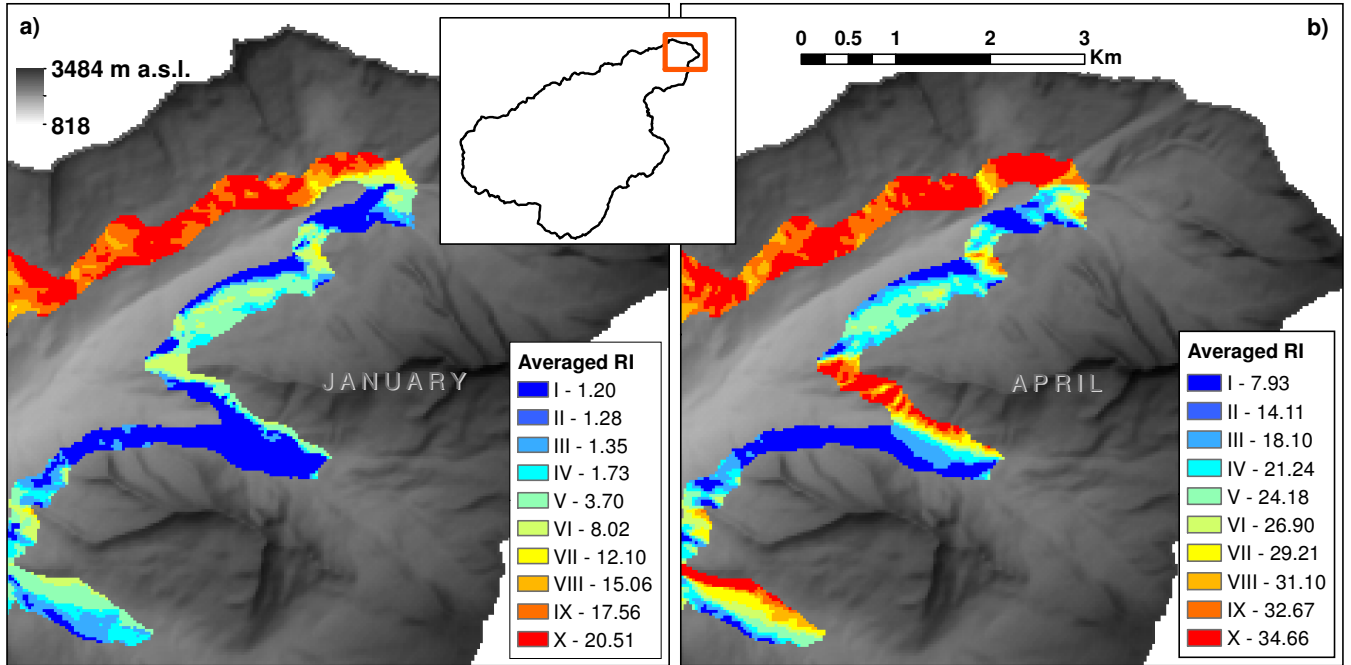 a)
3484 m a.s.l.
818
JANUARY
Averaged RI
I - 1.20
II - 1.28
III - 1.35
IV - 1.73
V - 3.70
VI - 8.02
VII - 12.10
VIII - 15.06
IX - 17.56
X - 20.51
b)
0 0.5 1 2 3
Km
APRIL
Averaged RI
I - 7.93
II - 14.11
III - 18.10
IV - 21.24
V - 24.18
VI - 26.90
VII - 29.21
VIII - 31.10
IX - 32.67
X - 34.66